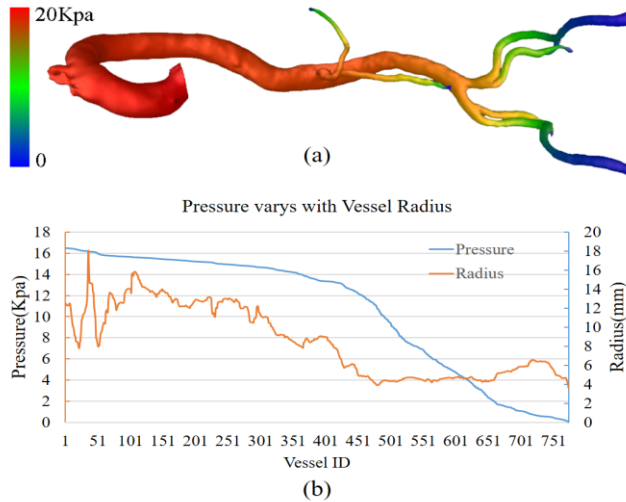 20Kpa
0
(a)
Pressure varys with Vessel Radius
18
16
14
12
10
8
6
4
2
0
Pressure(Kpa)
20
18
16
14
12
10
8
6
4
2
0
Radius(mm)
Pressure
Radius
1 51 101 151 201 251 301 351 401 451 501 551 601 651 701 751
Vessel ID
(b)